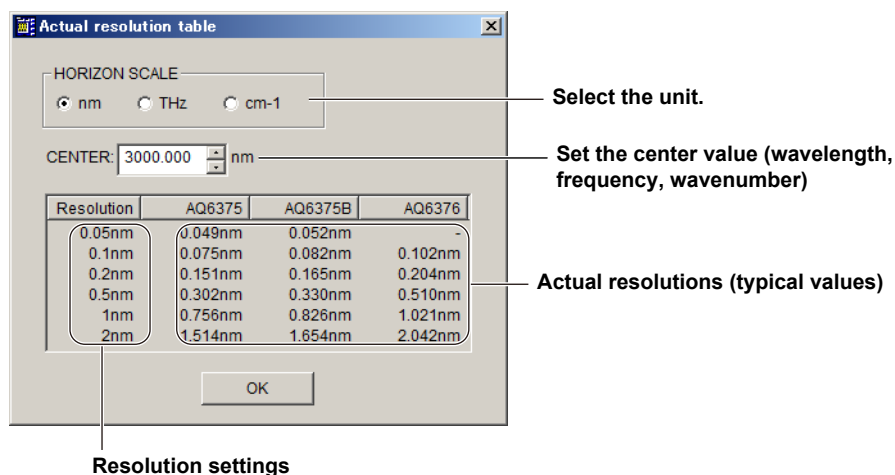 Actual resolution table
HORIZON SCALE
nm THz cm-1
Select the unit.
CENTER: 3000.000 nm
Set the center value (wavelength,
frequency, wavenumber)
Resolution AQ6375 AQ6375B AQ6376
0.05nm 0.049nm 0.052nm -
0.1nm 0.075nm 0.082nm 0.102nm
0.2nm 0.151nm 0.165nm 0.204nm
0.5nm 0.302nm 0.330nm 0.510nm
1nm 0.756nm 0.826nm 1.021nm
2nm 1.514nm 1.654nm 2.042nm
Actual resolutions (typical values)
OK
Resolution settings